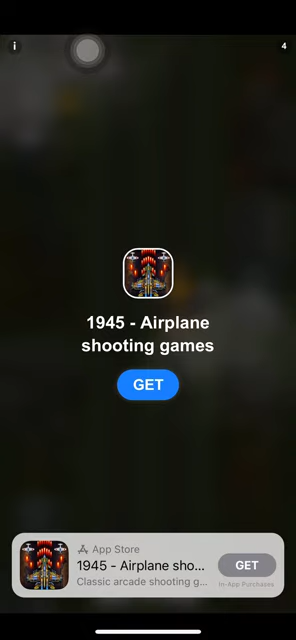 i
4
1945 - Airplane
shooting games
GET
App Store
1945 - Airplane sho...
GET
Classic arcade shooting g...
In-App Purchases